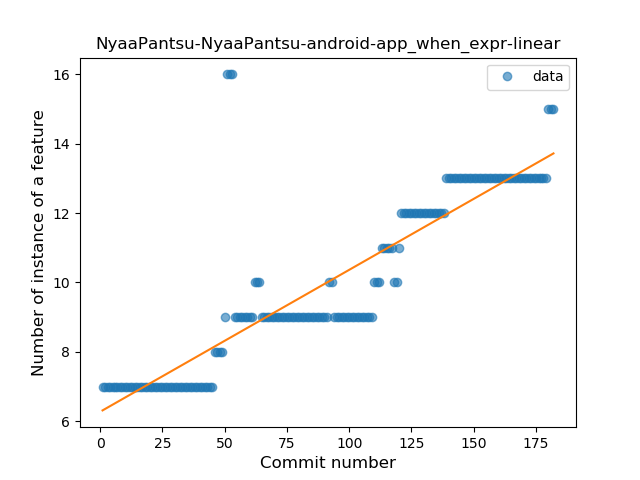 NyaaPantsu-NyaaPantsu-android-app_when_expr-linear
data
Number of instance of a feature
16
14
12
10
8
6
0 25 50 75 100 125 150 175
Commit number